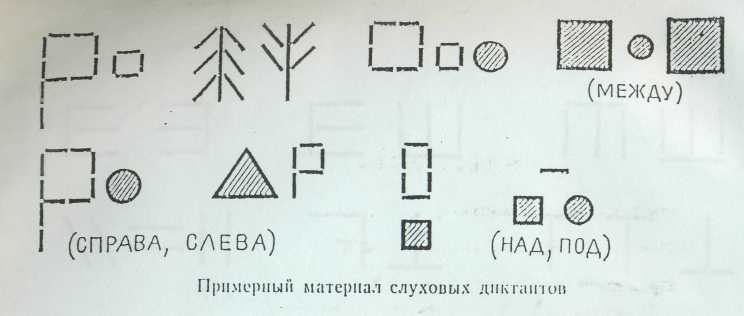 (МЕЖДУ)
(СПРАВА, СЛЕВА)
(НАД, ПОД)
Примерный материал слуховых диктантов